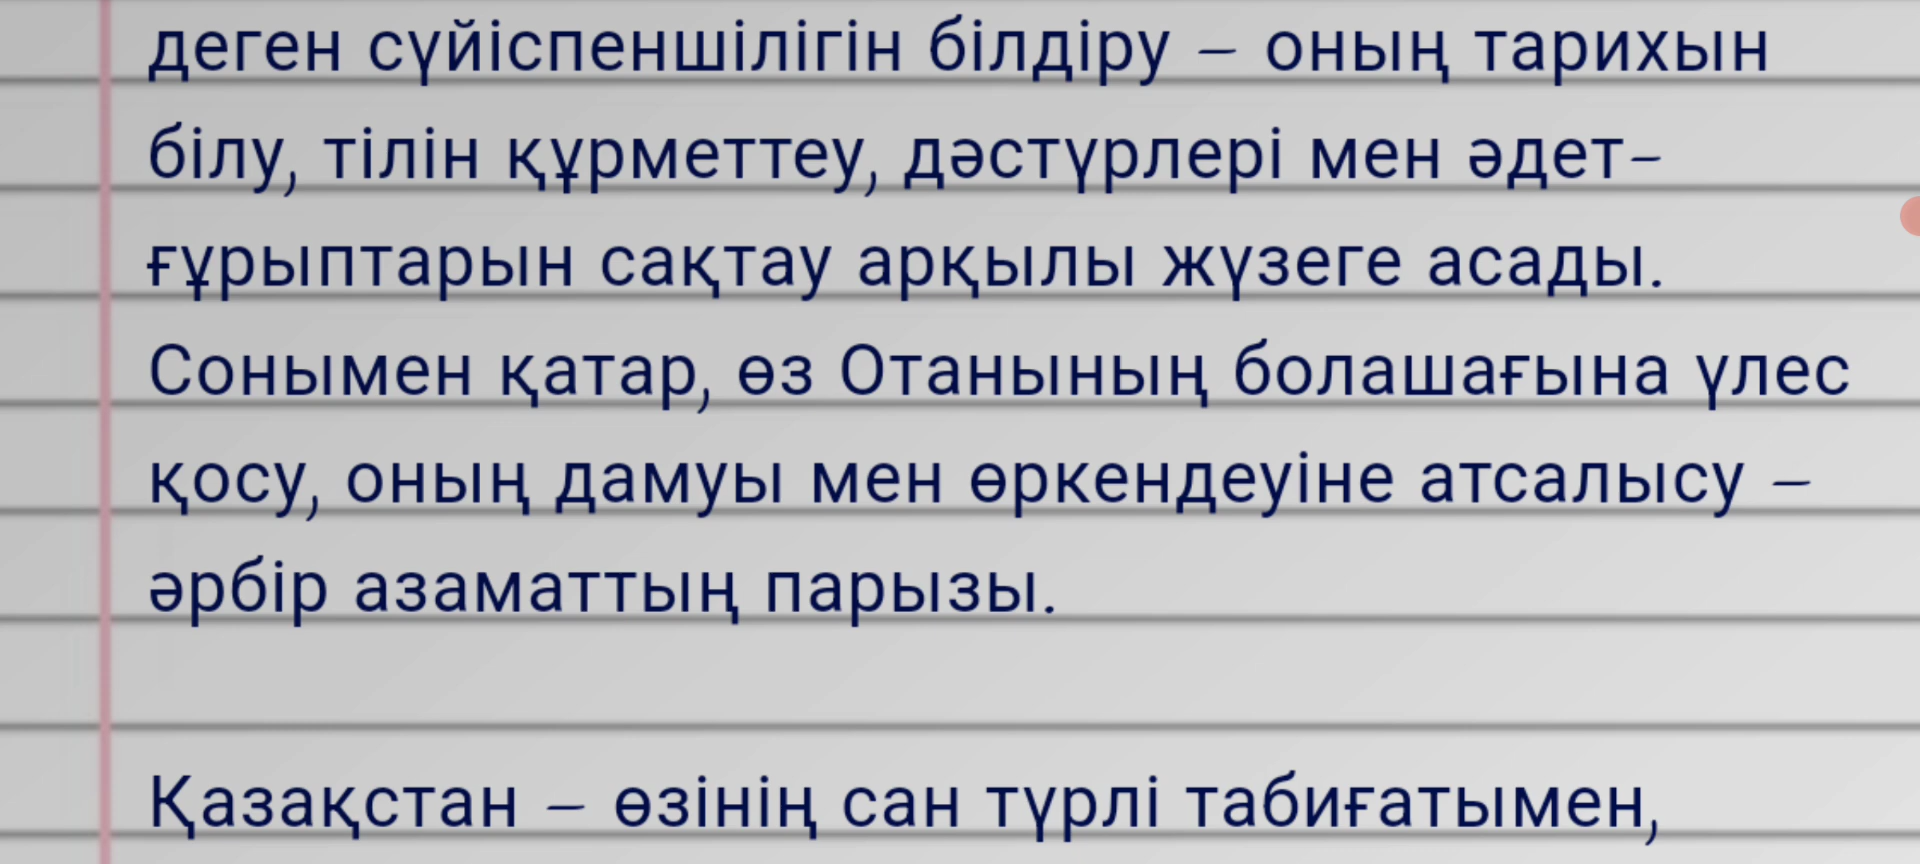 деген сүйіспеншілігін білдіру – оның тарихын
білу, тілін құрметтеу, дәстүрлері мен әдет-
ғұрыптарын сақтау арқылы жүзеге асады.
Сонымен қатар, өз Отанының болашағына үлес
қосу, оның дамуы мен өркендеуіне атсалысу –
әрбір азаматтың парызы.
Қазақстан – өзінің сан түрлі табиғатымен,